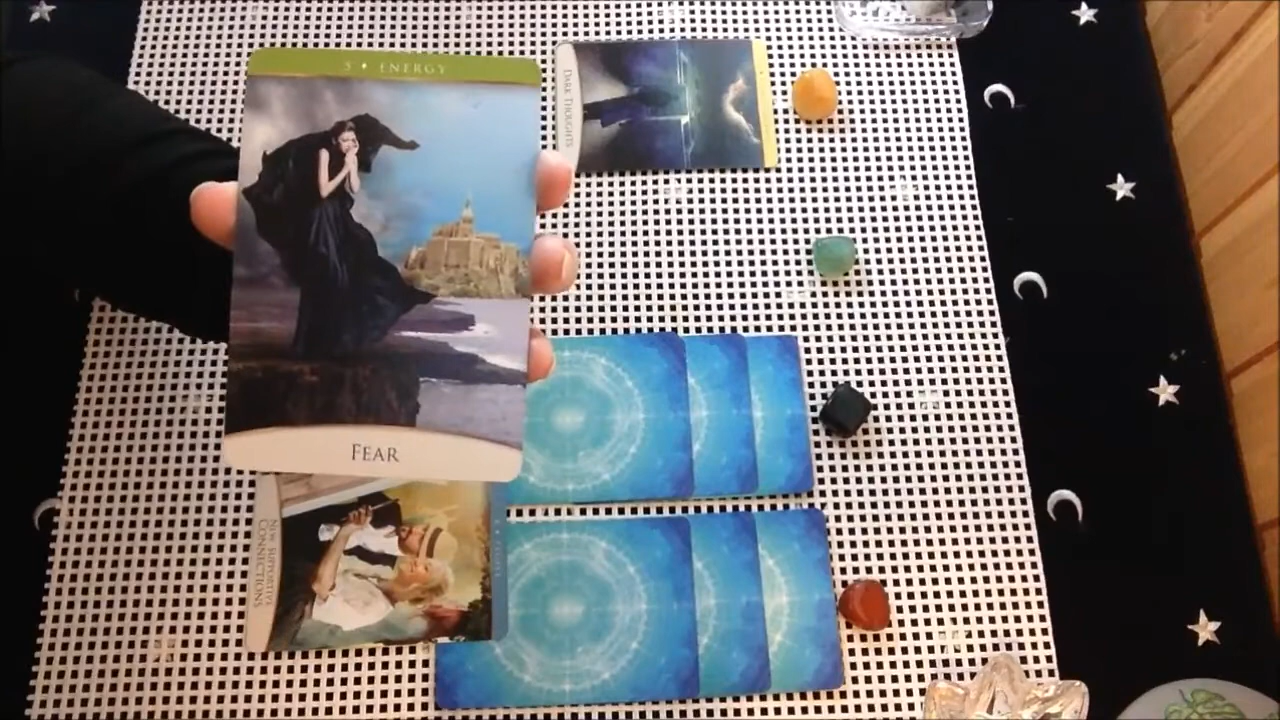 5 ♦ ENERGY
FEAR
DARK THOUGHTS
NEW SUPPORTIVE
CONNECTIONS